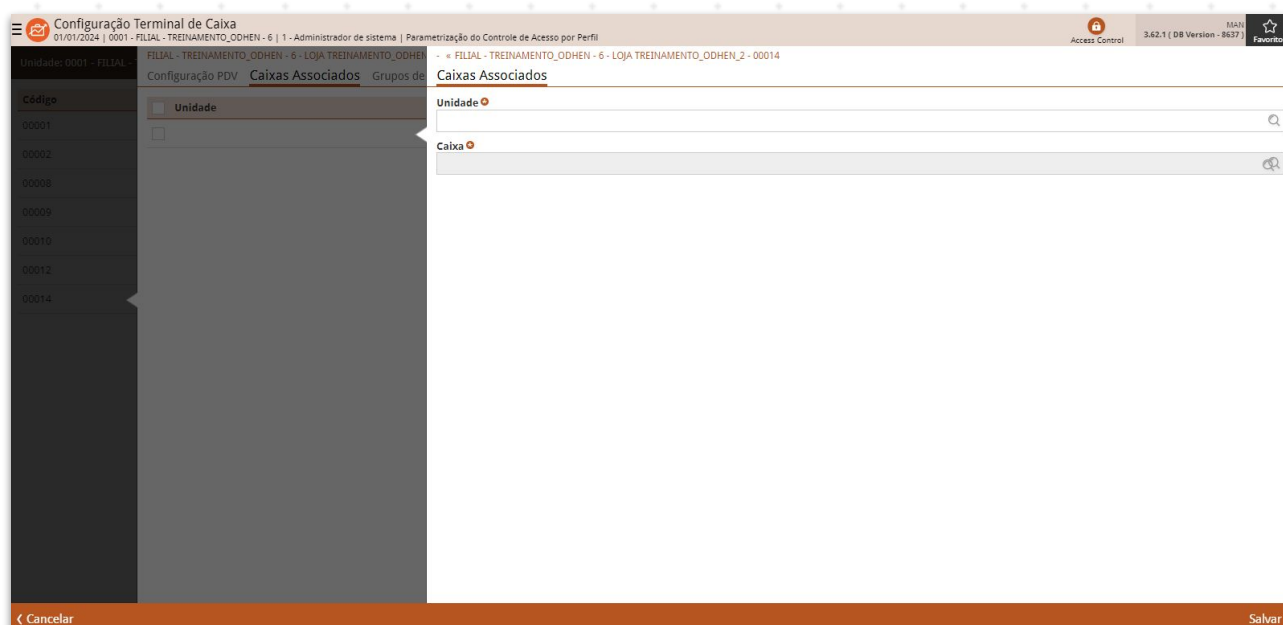 Configuração Terminal de Caixa
01/01/2024 | 0001 - FILIAL - TREINAMENTO_ODHEN - 6 | 1 - Administrador de sistema | Parametrização do Controle de Acesso por Perfil
Access Control
MAN
3.62.1 ( DB Version - 8637 )
Favorito
Unidade: 0001 - FILIAL -
Código
00001
00002
00008
00009
00010
00012
00014
FILIAL - TREINAMENTO_ODHEN - 6 - LOJA TREINAMENTO_ODHEN
Configuração PDV Caixas Associados Grupos de
Unidade
- « FILIAL - TREINAMENTO_ODHEN - 6 - LOJA TREINAMENTO_ODHEN_2 - 00014
Caixas Associados
Unidade
Caixa
Cancelar
Salvar